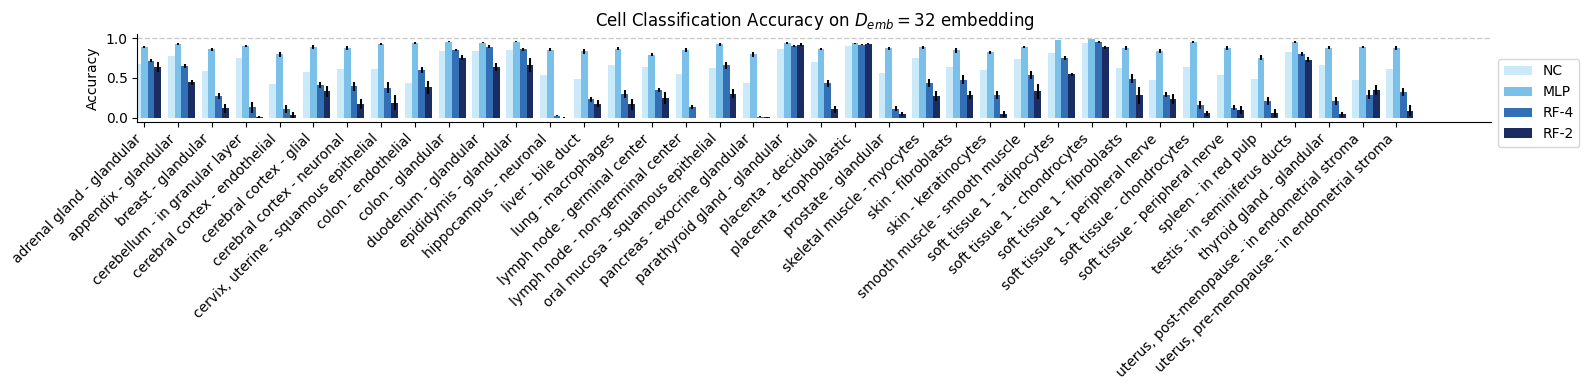 Cell Classification Accuracy on D_emb = 32 embedding
Accuracy
1.0
0.5
0.0
NC
MLP
RF-4
RF-2
adrenal gland - glandular
appendix - glandular
breast - glandular
cerebellum - in granular layer
cerebral cortex - endothelial
cerebral cortex - glial
cerebral cortex - neuronal
cervix, uterine - squamous epithelial
colon - endothelial
colon - glandular
duodenum - glandular
epididymis - glandular
hippocampus - neuronal
liver - bile duct
lung - macrophages
lymph node - germinal center
lymph node - non-germinal center
oral mucosa - squamous epithelial
pancreas - exocrine glandular
parathyroid gland - glandular
placenta - decidual
placenta - trophoblastic
prostate - glandular
skeletal muscle - myocytes
skin - fibroblasts
skin - keratinocytes
smooth muscle - smooth muscle
soft tissue 1 - adipocytes
soft tissue 1 - chondrocytes
soft tissue 1 - fibroblasts
soft tissue 1 - peripheral nerve
soft tissue - chondrocytes
soft tissue - peripheral nerve
spleen - in red pulp
testis - in seminiferus ducts
thyroid gland - glandular
uterus, post-menopause - in endometrial stroma
uterus, pre-menopause - in endometrial stroma